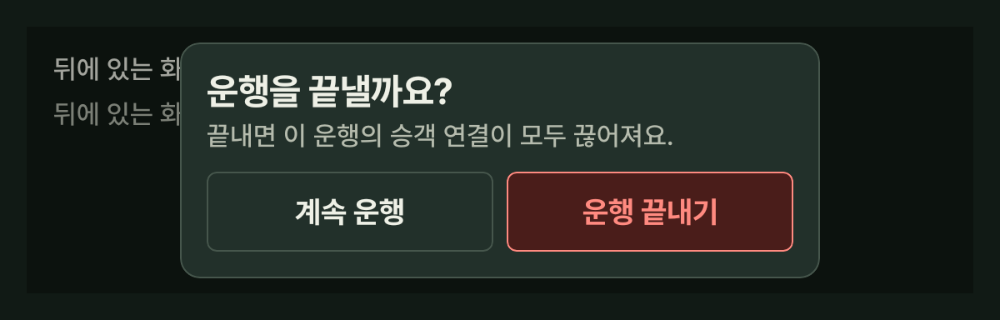 뒤에 있는 화
뒤에 있는 화
운행을 끝낼까요?
끝내면 이 운행의 승객 연결이 모두 끊어져요.
계속 운행
운행 끝내기